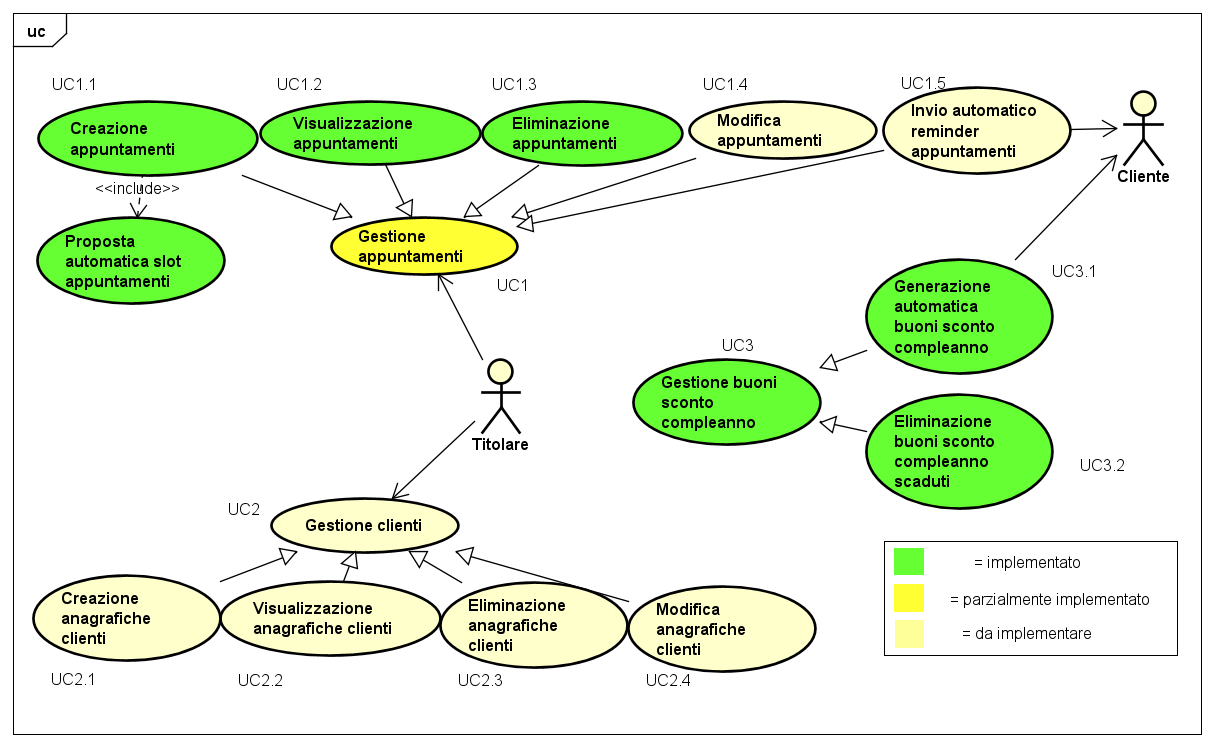 uc
UC1.1
UC1.2
UC1.3
UC1.4
UC1.5
Creazione
appuntamenti
Visualizzazione
appuntamenti
Eliminazione
appuntamenti
Modifica
appuntamenti
Invio automatico
reminder
appuntamenti
Cliente
<<include>>
Proposta
automatica slot
appuntamenti
Gestione
appuntamenti
UC1
UC3.1
Generazione
automatica
buoni sconto
compleanno
UC3
Gestione buoni
sconto
compleanno
Eliminazione
buoni sconto
compleanno
scaduti
UC3.2
Titolare
UC2
Gestione clienti
Creazione
anagrafiche
clienti
Visualizzazione
anagrafiche clienti
Eliminazione
anagrafiche
clienti
Modifica
anagrafiche
clienti
UC2.1
UC2.2
UC2.3
UC2.4
= implementato
= parzialmente implementato
= da implementare